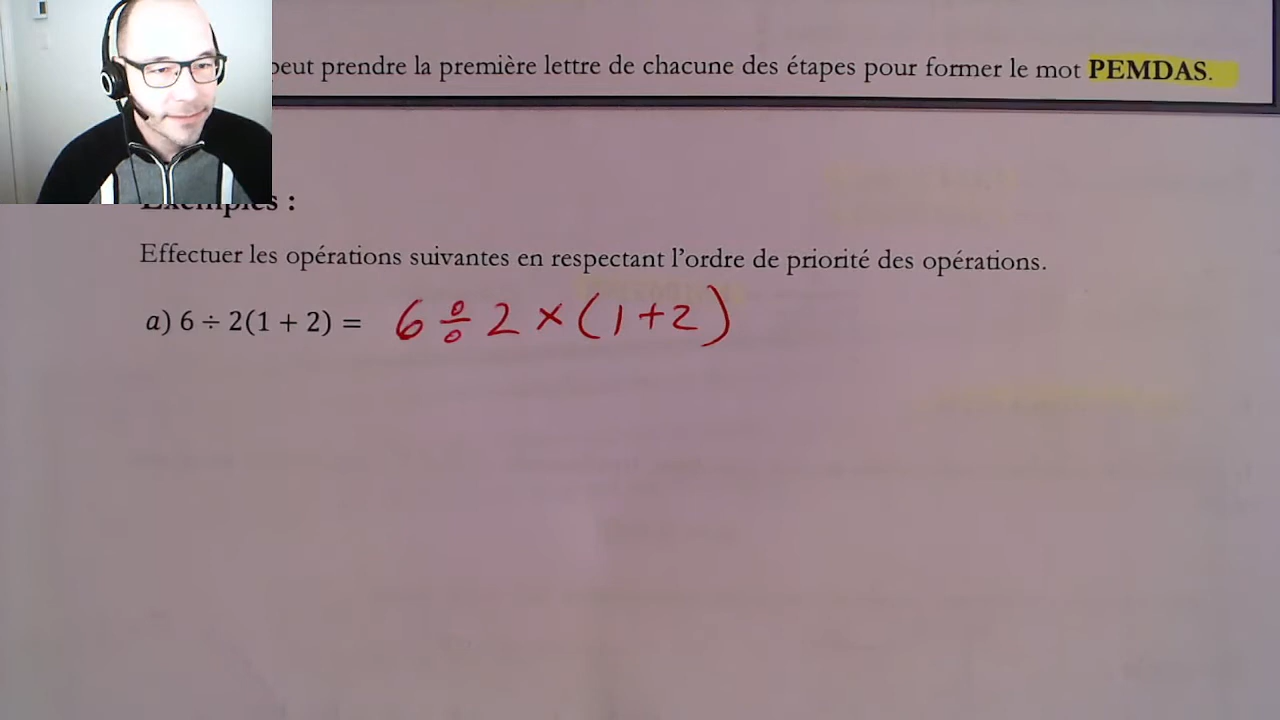 peut prendre la première lettre de chacune des étapes pour former le mot PEMDAS.
Exemples :
Effectuer les opérations suivantes en respectant l'ordre de priorité des opérations.
a) 6 ÷ 2(1 + 2) = 6 ÷ 2 × (1+2)